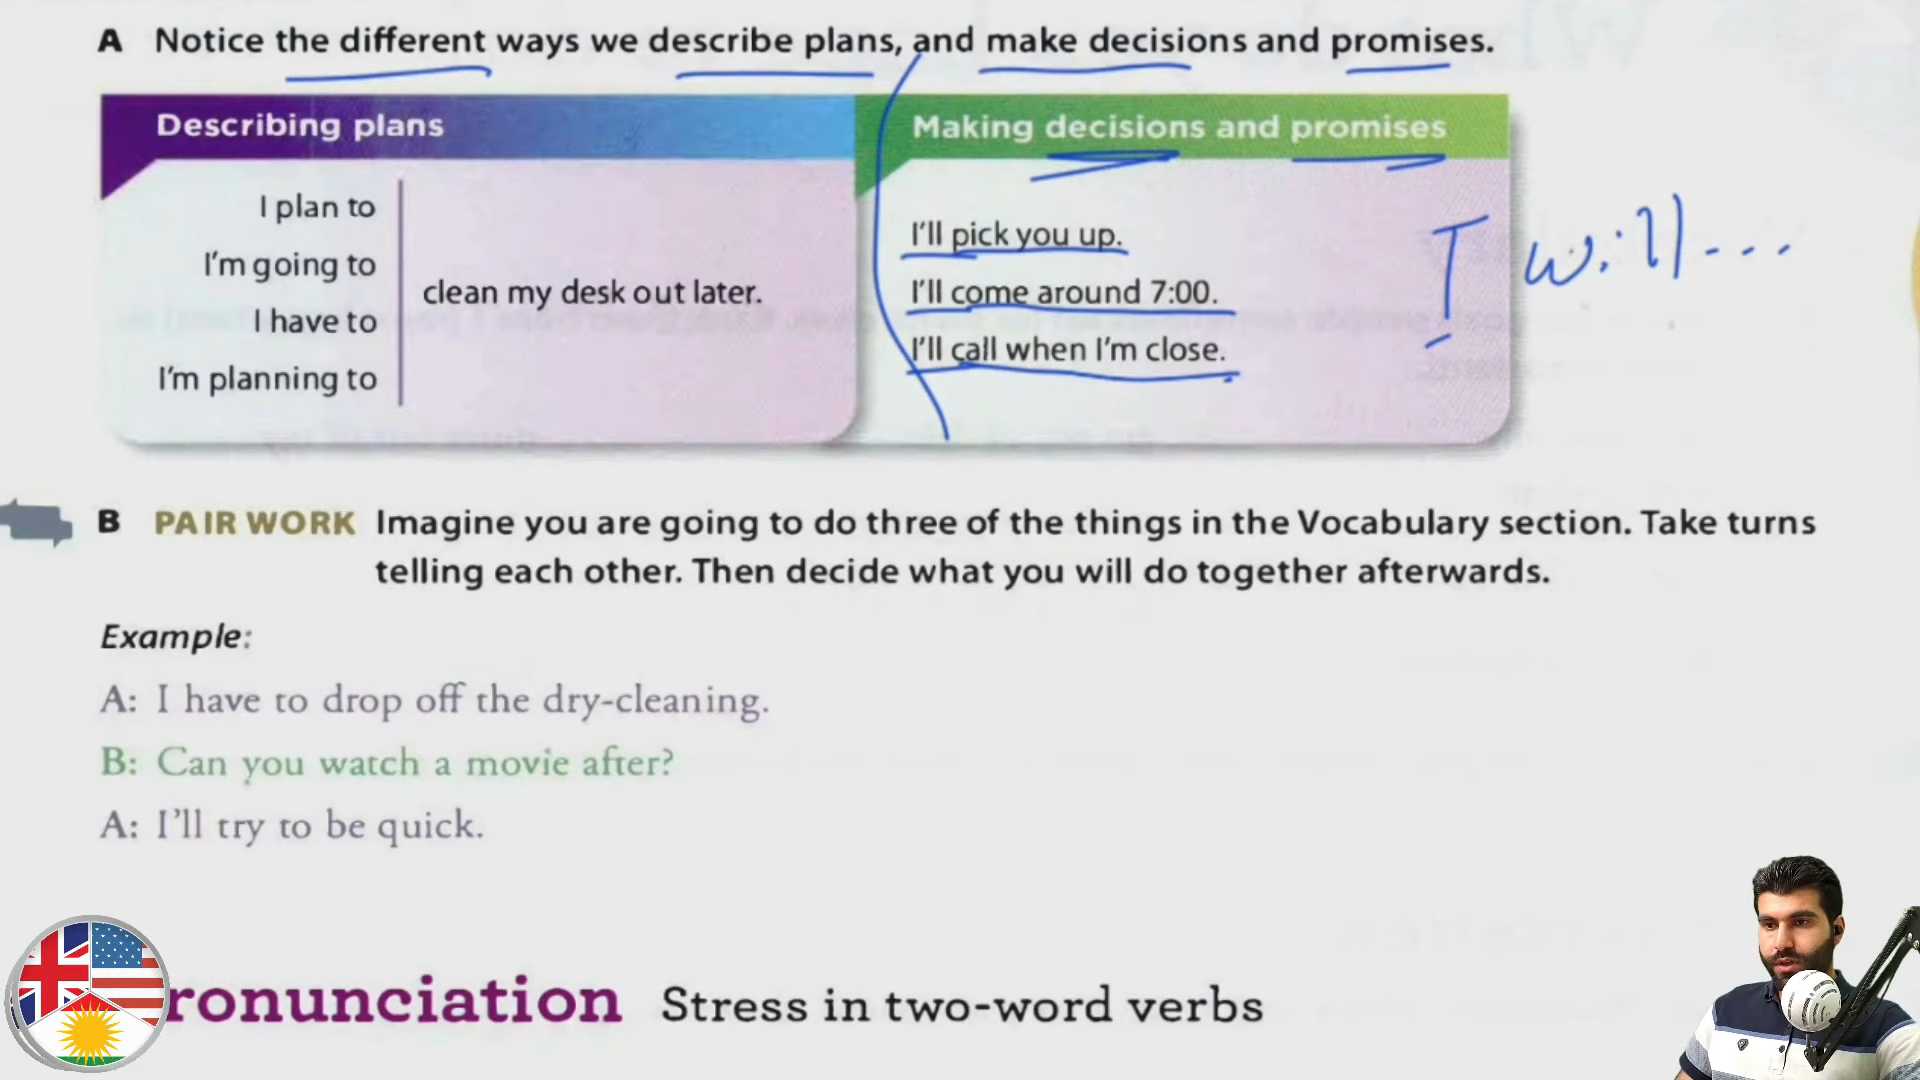 A Notice the different ways we describe plans, and make decisions and promises.
Describing plans
I plan to
I'm going to
I have to
I'm planning to
clean my desk out later.
Making decisions and promises
I'll pick you up.
I'll come around 7:00.
I'll call when I'm close.
I will...
B PAIR WORK Imagine you are going to do three of the things in the Vocabulary section. Take turns
telling each other. Then decide what you will do together afterwards.
Example:
A: I have to drop off the dry-cleaning.
B: Can you watch a movie after?
A: I'll try to be quick.
ronunciation Stress in two-word verbs